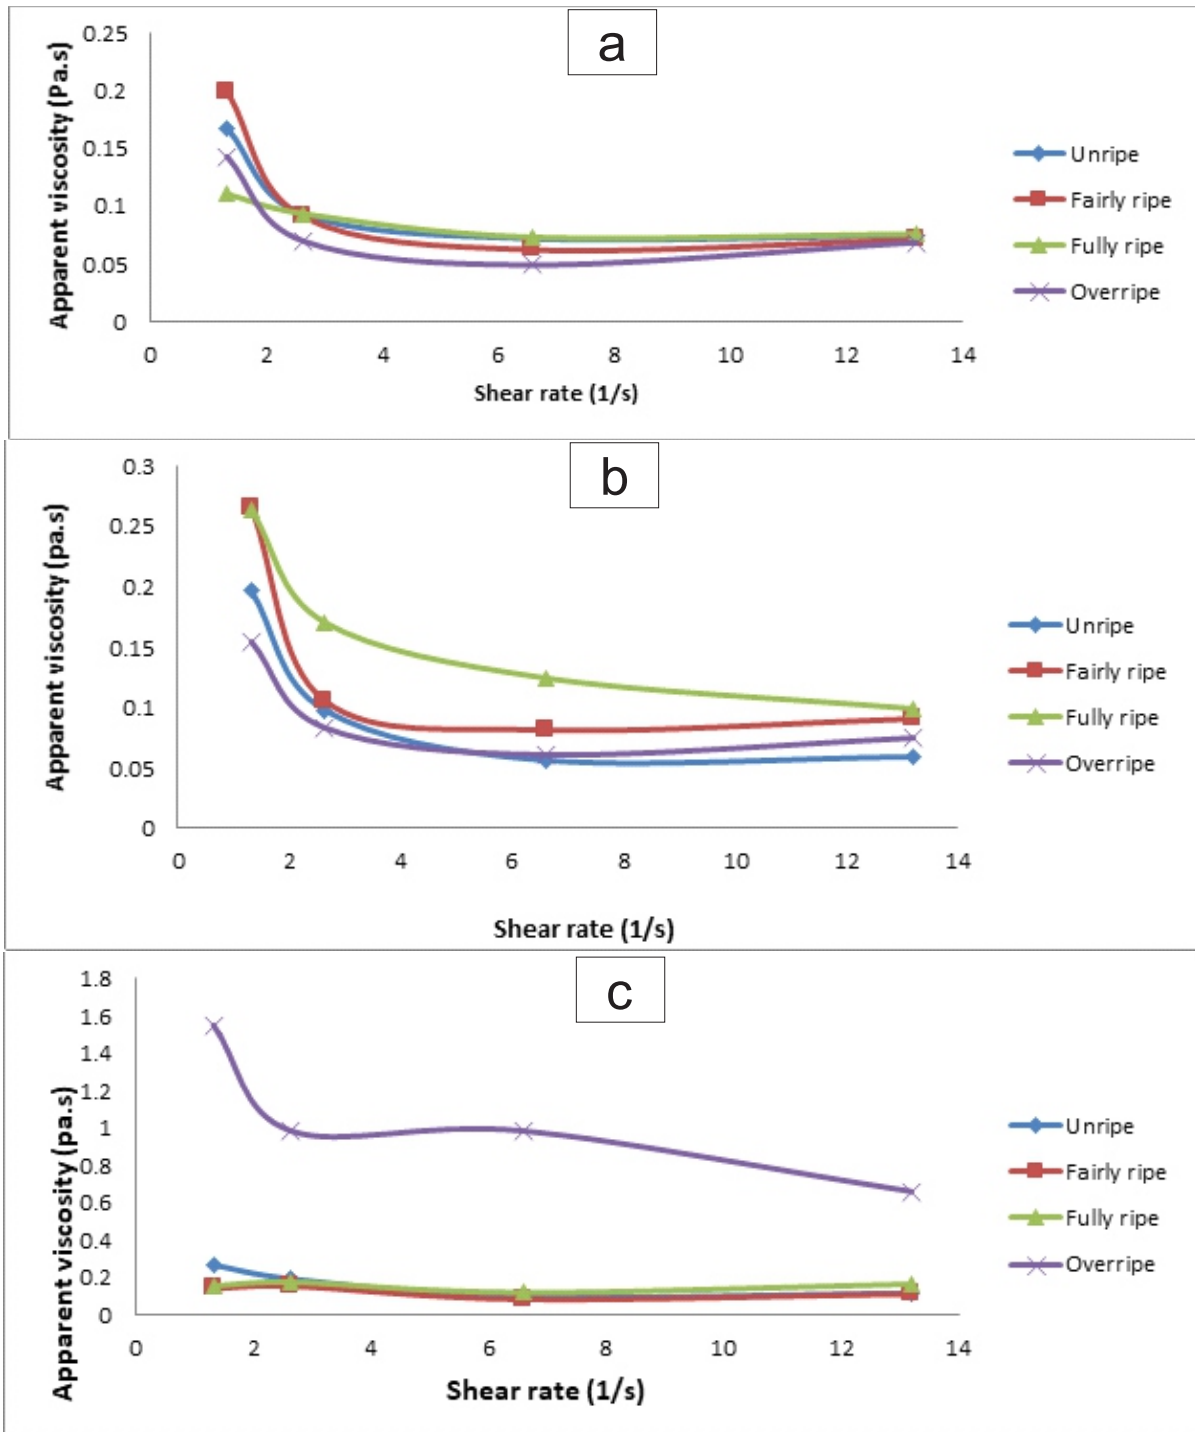 a
Apparent viscosity (Pa.s)
0.25
0.2
0.15
0.1
0.05
0
0 2 4 6 8 10 12 14
Shear rate (1/s)
Unripe
Fairly ripe
Fully ripe
Overripe
b
Apparent viscosity (pa.s)
0.3
0.25
0.2
0.15
0.1
0.05
0
0 2 4 6 8 10 12 14
Shear rate (1/s)
Unripe
Fairly ripe
Fully ripe
Overripe
c
Apparent viscosity (pa.s)
1.8
1.6
1.4
1.2
1
0.8
0.6
0.4
0.2
0
0 2 4 6 8 10 12 14
Shear rate (1/s)
Unripe
Fairly ripe
Fully ripe
Overripe